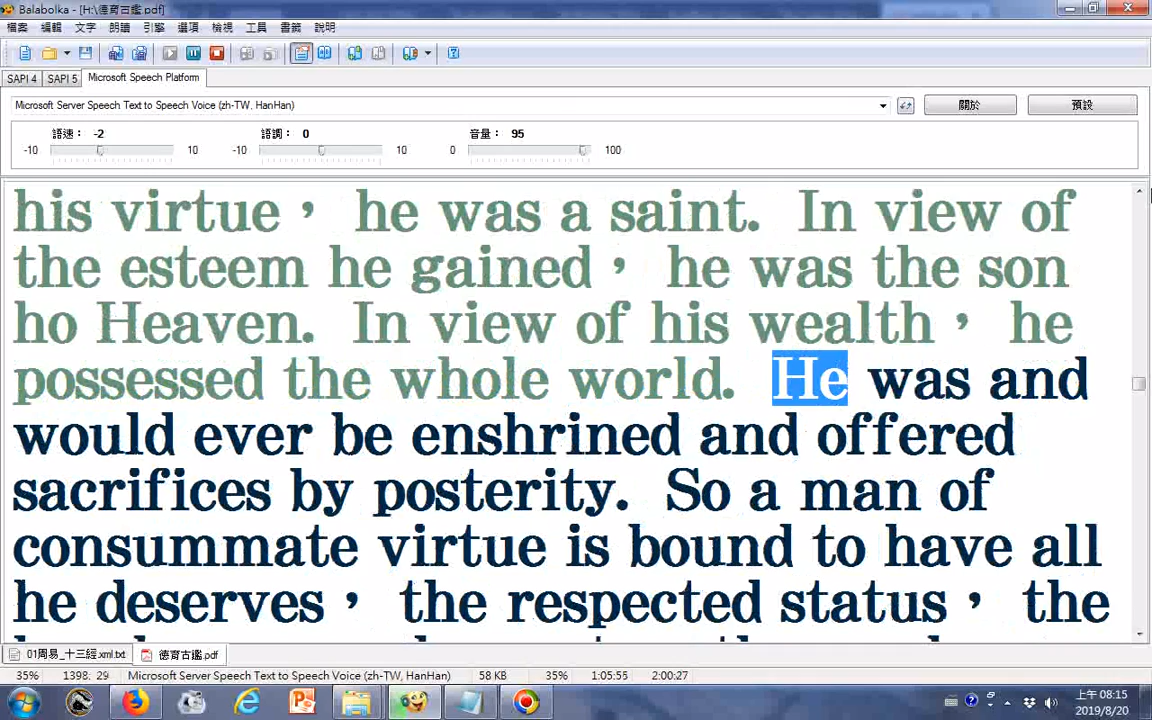 Balabolka - [H:\德育古鑑.pdf]
檔案 編輯 文字 朗讀 引擎 選項 檢視 工具 書籤 說明
SAPI 4 SAPI 5 Microsoft Speech Platform
Microsoft Server Speech Text to Speech Voice (zh-TW, HanHan) 關於 預設
語速： -2 語調： 0 音量： 95
-10 10 -10 10 0 100
his virtue， he was a saint. In view of
the esteem he gained， he was the son
ho Heaven. In view of his wealth， he
possessed the whole world. He was and
would ever be enshrined and offered
sacrifices by posterity. So a man of
consummate virtue is bound to have all
he deserves， the respected status， the
01周易_十三經.xml.txt 德育古鑑.pdf
35% 1398: 29 Microsoft Server Speech Text to Speech Voice (zh-TW, HanHan) 58 KB 35% 1:05:55 2:00:27
上午 08:15
2019/8/20